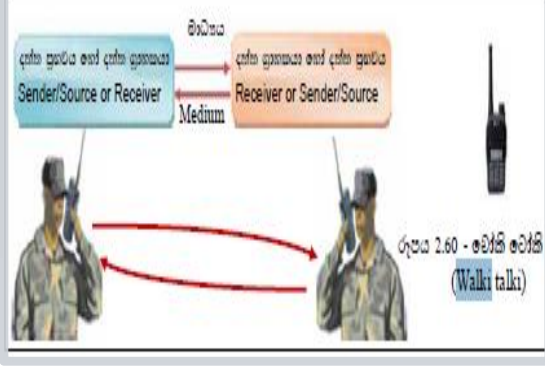 මාධ්‍යය
දත්ත ප්‍රභවය හෝ දත්ත ග්‍රාහකයා
Sender/Source or Receiver
දත්ත ග්‍රාහකයා හෝ දත්ත ප්‍රභවය
Receiver or Sender/Source
Medium
රූපය 2.60 - වෝකි ටෝකි
(Walki talki)